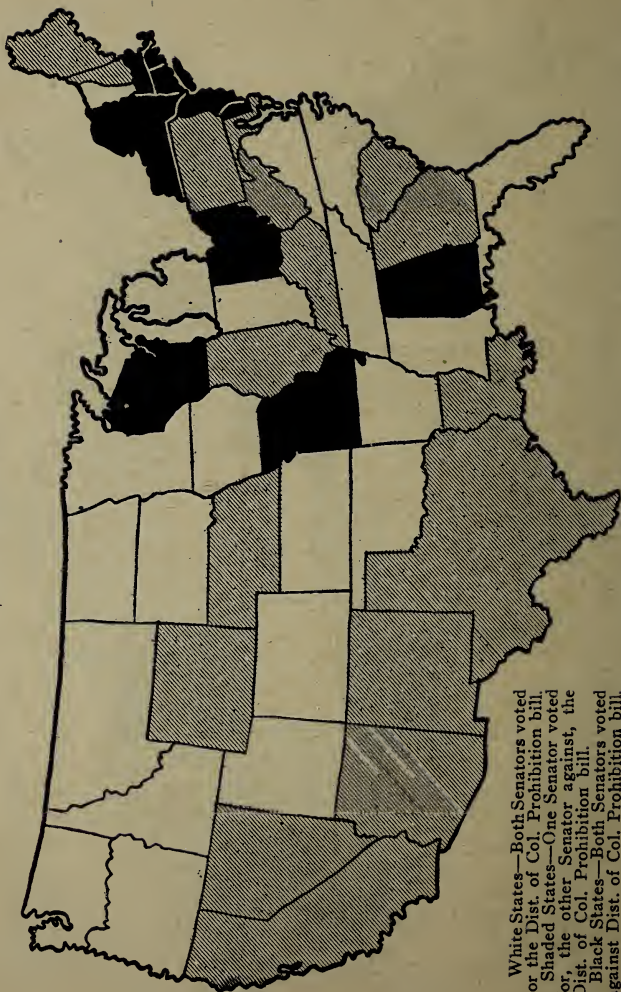 White States—Both Senators voted
or the Dist. of Col. Prohibition bill.
Shaded States—One Senator voted
or, the other Senator against, the
Dist. of Col. Prohibition bill.
Black States—Both Senators voted
gainst Dist. of Col. Prohibition bill.